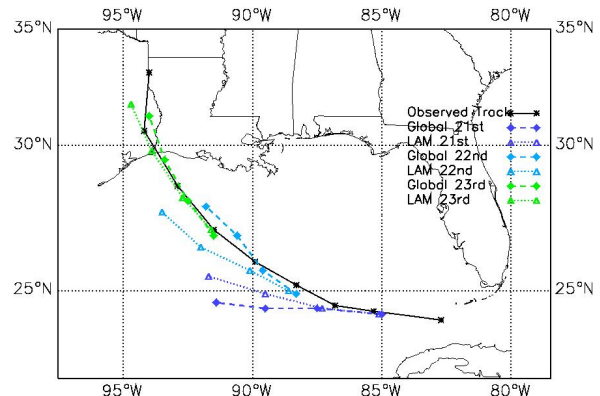 95°W 90°W 85°W 80°W
35°N 35°N
Observed Track
Global 21st
LAM 21st
Global 22nd
LAM 22nd
Global 23rd
LAM 23rd
30°N 30°N
25°N 25°N
95°W 90°W 85°W 80°W